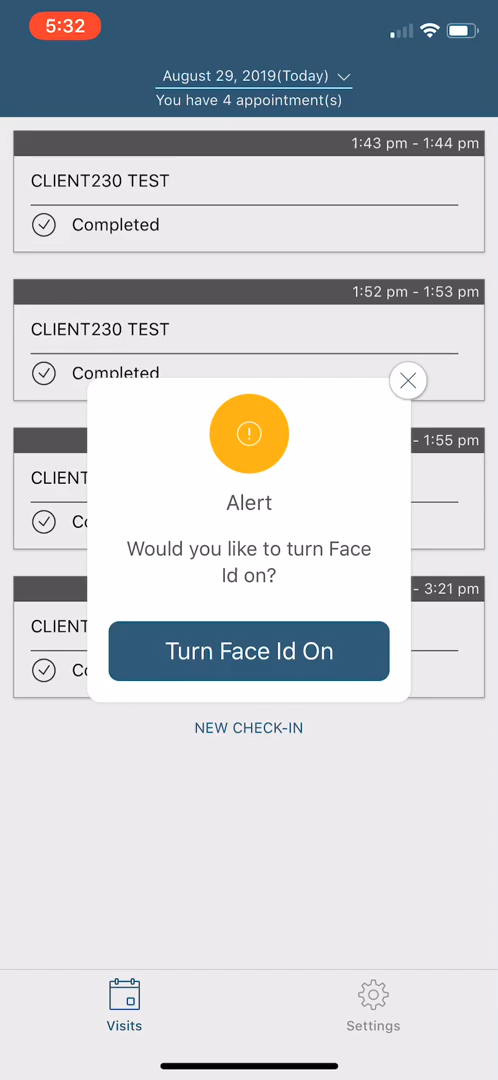 5:32
August 29, 2019(Today)
You have 4 appointment(s)
1:43 pm - 1:44 pm
CLIENT230 TEST
Completed
1:52 pm - 1:53 pm
CLIENT230 TEST
Completed
- 1:55 pm
CLIENT
Co
- 3:21 pm
CLIENT
Co
Alert
Would you like to turn Face
Id on?
Turn Face Id On
NEW CHECK-IN
Visits
Settings